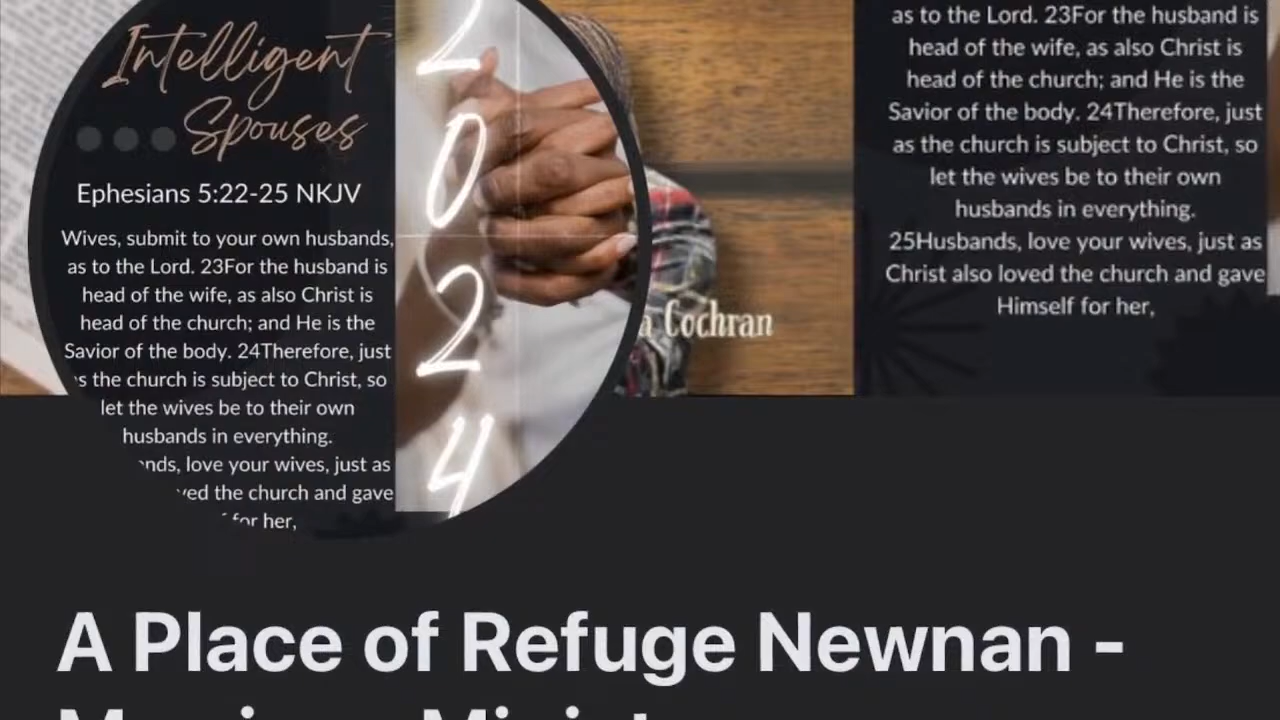 Intelligent
Spouses
Ephesians 5:22-25 NKJV
Wives, submit to your own husbands,
as to the Lord. 23For the husband is
head of the wife, as also Christ is
head of the church; and He is the
Savior of the body. 24Therefore, just
as the church is subject to Christ, so
let the wives be to their own
husbands in everything.
love your wives, just as
the church and gave
for her,
2
0
2
4
Cochran
as to the Lord. 23For the husband is
head of the wife, as also Christ is
head of the church; and He is the
Savior of the body. 24Therefore, just
as the church is subject to Christ, so
let the wives be to their own
husbands in everything.
25Husbands, love your wives, just as
Christ also loved the church and gave
Himself for her,
A Place of Refuge Newnan -